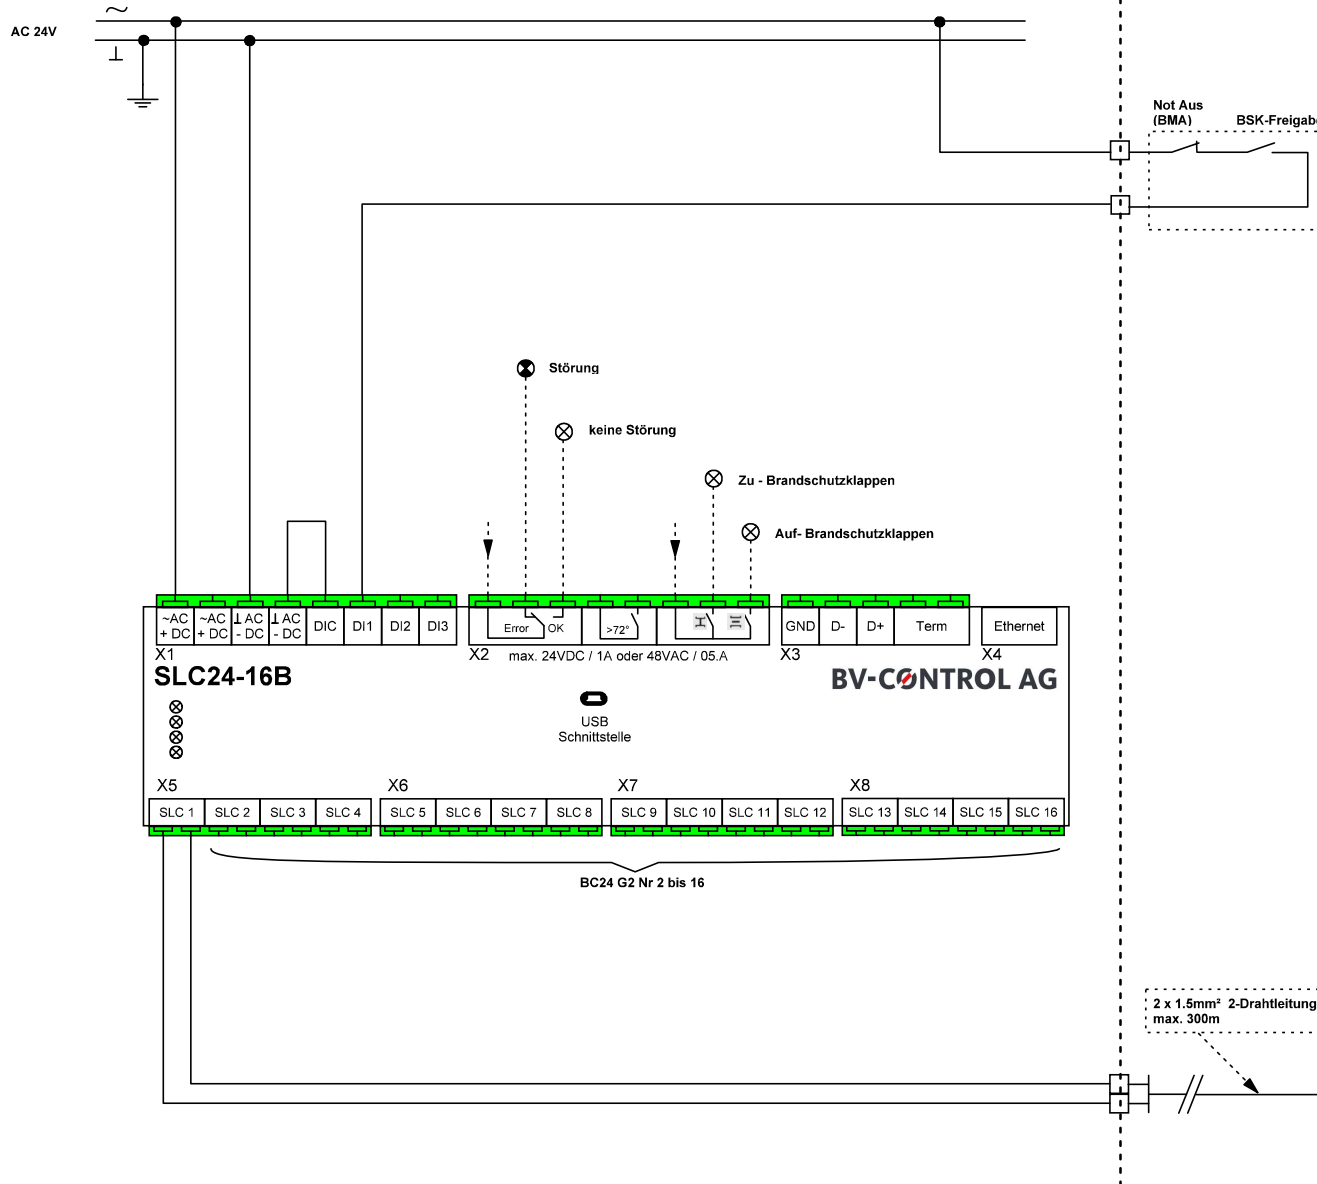 ~
AC 24V
⊥
Not Aus
(BMA)
BSK-Freigabe
Störung
keine Störung
Zu - Brandschutzklappen
Auf- Brandschutzklappen
~AC
+ DC
~AC
+ DC
⊥ AC
- DC
⊥ AC
- DC
DIC
DI1
DI2
DI3
Error
OK
>72°
GND
D-
D+
Term
Ethernet
X1
X2
max. 24VDC / 1A oder 48VAC / 05.A
X3
X4
SLC24-16B
BV-CONTROL AG
USB
Schnittstelle
X5
X6
X7
X8
SLC 1
SLC 2
SLC 3
SLC 4
SLC 5
SLC 6
SLC 7
SLC 8
SLC 9
SLC 10
SLC 11
SLC 12
SLC 13
SLC 14
SLC 15
SLC 16
BC24 G2 Nr 2 bis 16
2 x 1.5mm² 2-Drahtleitung
max. 300m